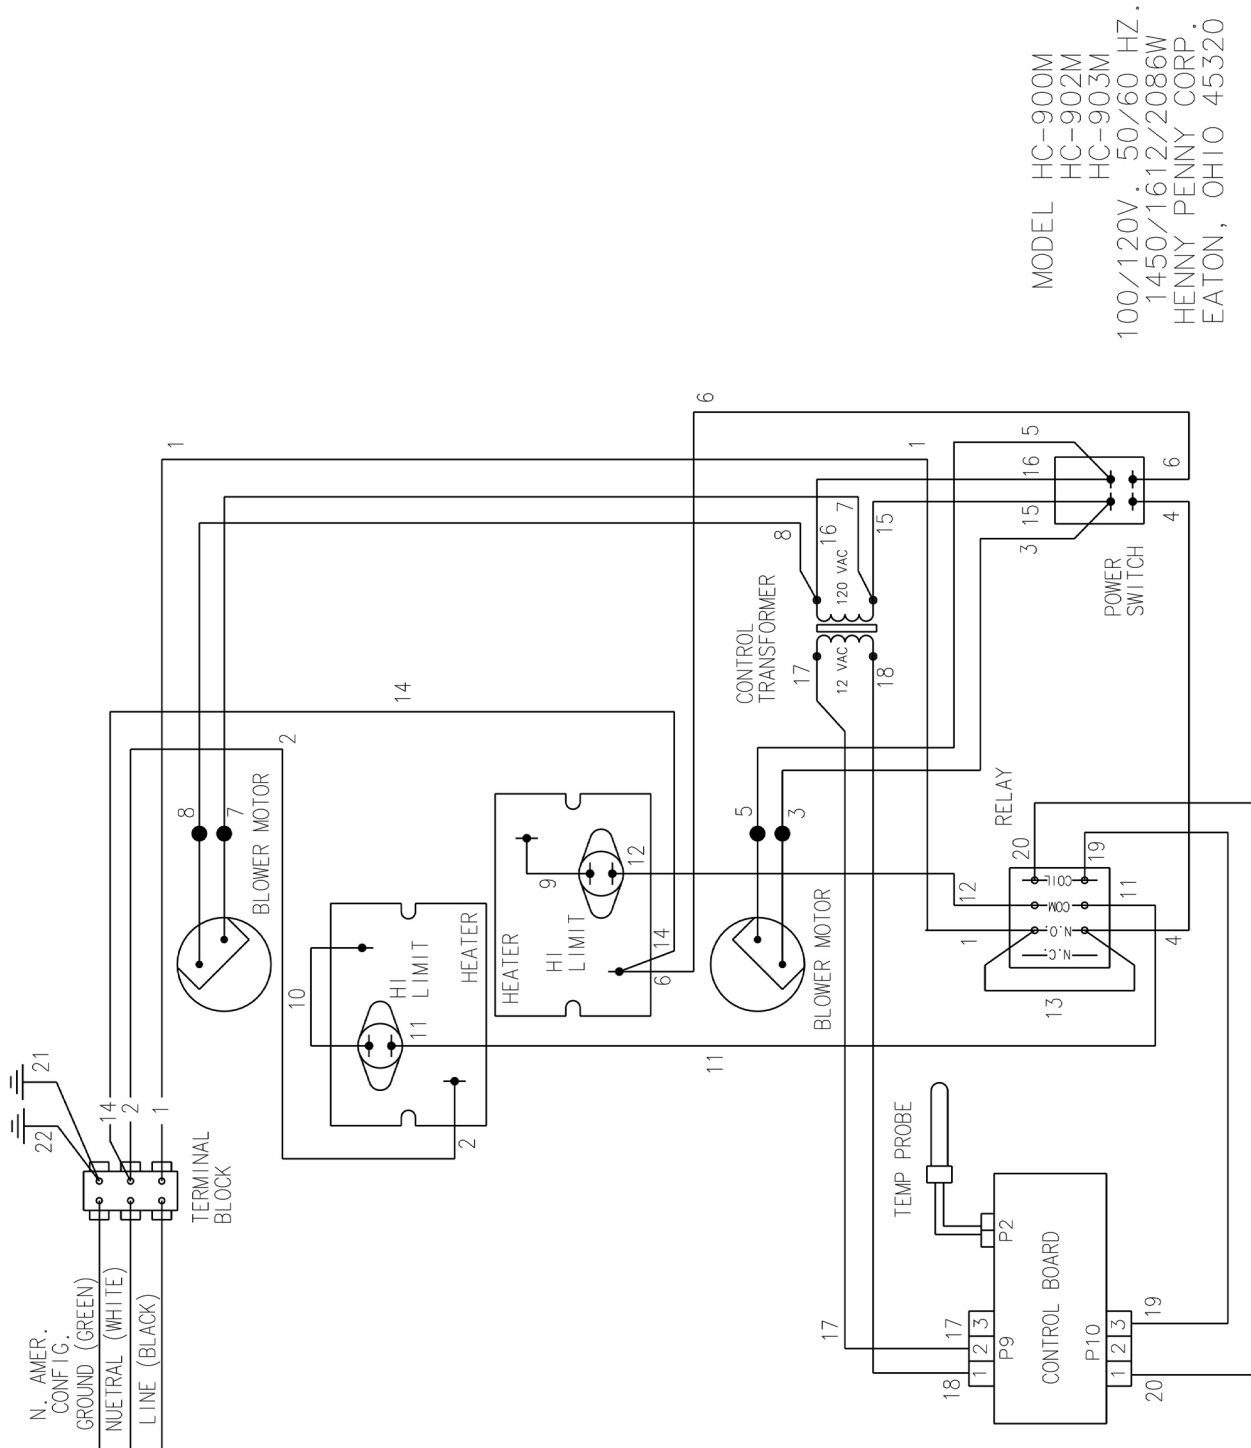 N. AMER.
CONFIG.
GROUND (GREEN)
NUETRAL (WHITE)
LINE (BLACK)
TERMINAL
BLOCK
22
21
14
2
1
1
2
14
8
7
BLOWER MOTOR
10
HI
LIMIT
11
HEATER
2
HEATER
HI
LIMIT
9
12
14
6
11
5
3
BLOWER MOTOR
CONTROL
TRANSFORMER
17
12 VAC
18
120 VAC
8
16
7
15
1
6
5
16
15
3
6
4
POWER
SWITCH
RELAY
20
19
12
11
1
4
13
COIL
COM
N.O.
N.C.
TEMP PROBE
P2
CONTROL BOARD
17
17
18
1 2 3
P9
P10
1 2 3
20
19
MODEL HC-900M
HC-902M
HC-903M
100/120V. 50/60 HZ.
1450/1612/2086W
HENNY PENNY CORP.
EATON, OHIO 45320